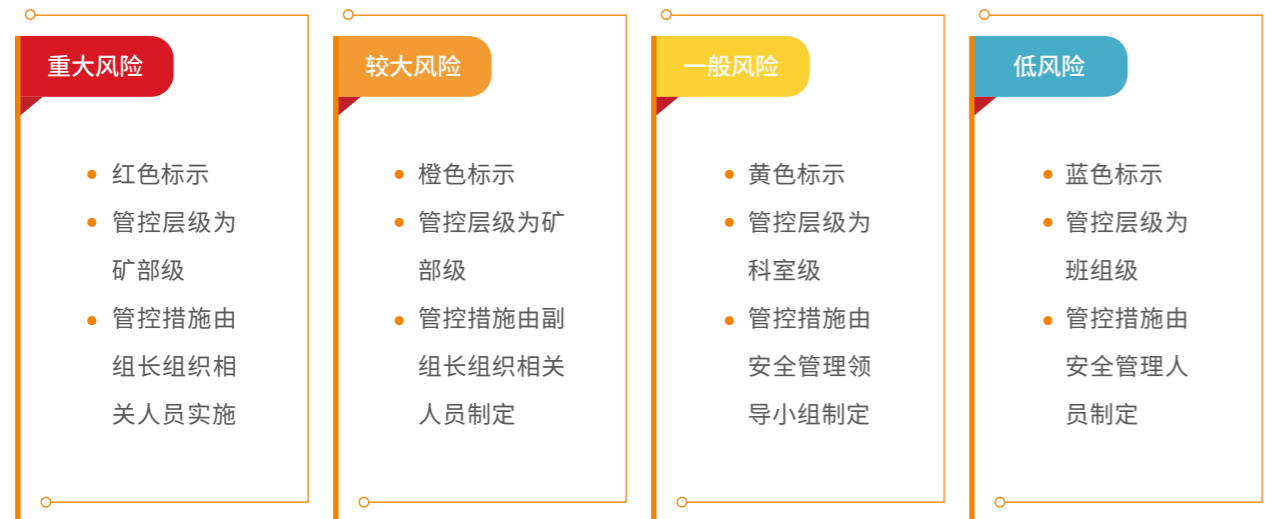 重大风险
红色标示
管控层级为
矿部级
管控措施由
组长组织相
关人员实施
较大风险
橙色标示
管控层级为矿
部级
管控措施由副
组长组织相关
人员制定
一般风险
黄色标示
管控层级为
科室级
管控措施由
安全管理领
导小组制定
低风险
蓝色标示
管控层级为
班组级
管控措施由
安全管理人
员制定